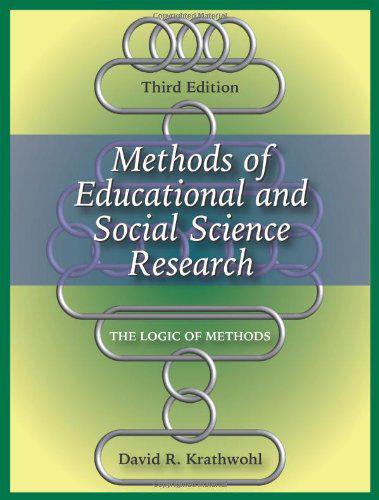 Third Edition
Methods of
Educational and
Social Science
Research
THE LOGIC OF METHODS
David R. Krathwohl